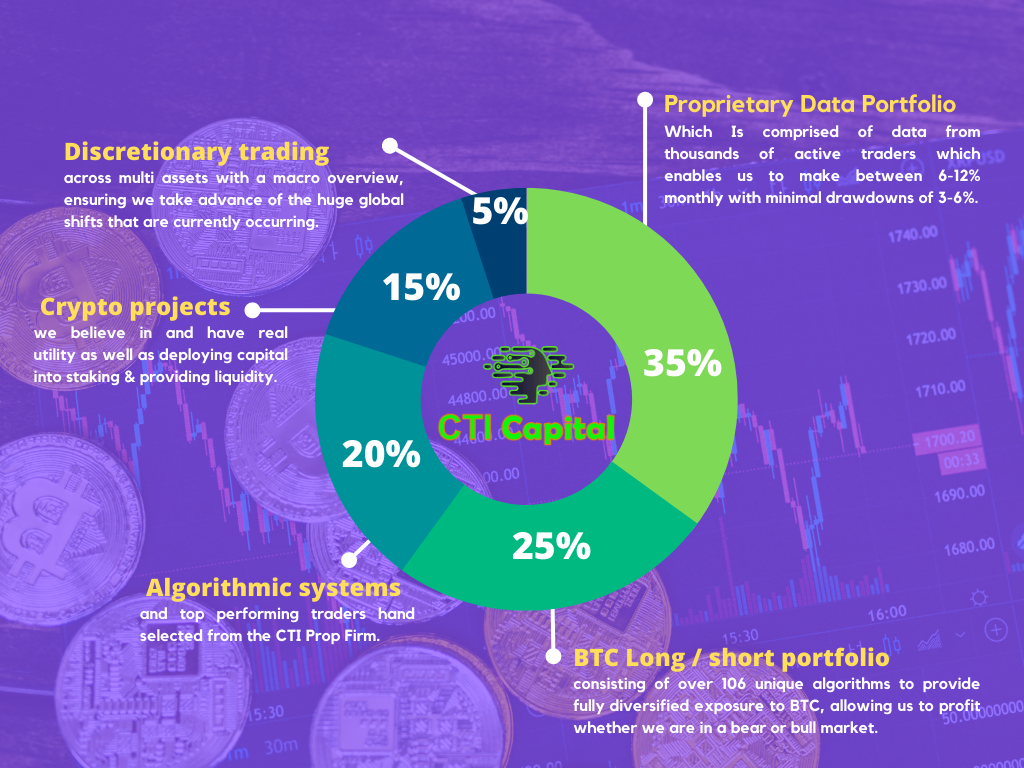 Proprietary Data Portfolio
Which Is comprised of data from
thousands of active traders which
enables us to make between 6-12%
monthly with minimal drawdowns of 3-6%.
Discretionary trading
across multi assets with a macro overview,
ensuring we take advance of the huge global
shifts that are currently occurring.
5%
15%
35%
Crypto projects
we believe in and have real
utility as well as deploying capital
into staking & providing liquidity.
CTI Capital
20%
25%
Algorithmic systems
and top performing traders hand
selected from the CTI Prop Firm.
BTC Long / short portfolio
consisting of over 106 unique algorithms to provide
fully diversified exposure to BTC, allowing us to profit
whether we are in a bear or bull market.
1740.00
1730.00
1720.00
1710.00
1700.20
00:33
1690.00
1680.00
45000.00
44800.00
16:00
15:30
15:30
30m
1m